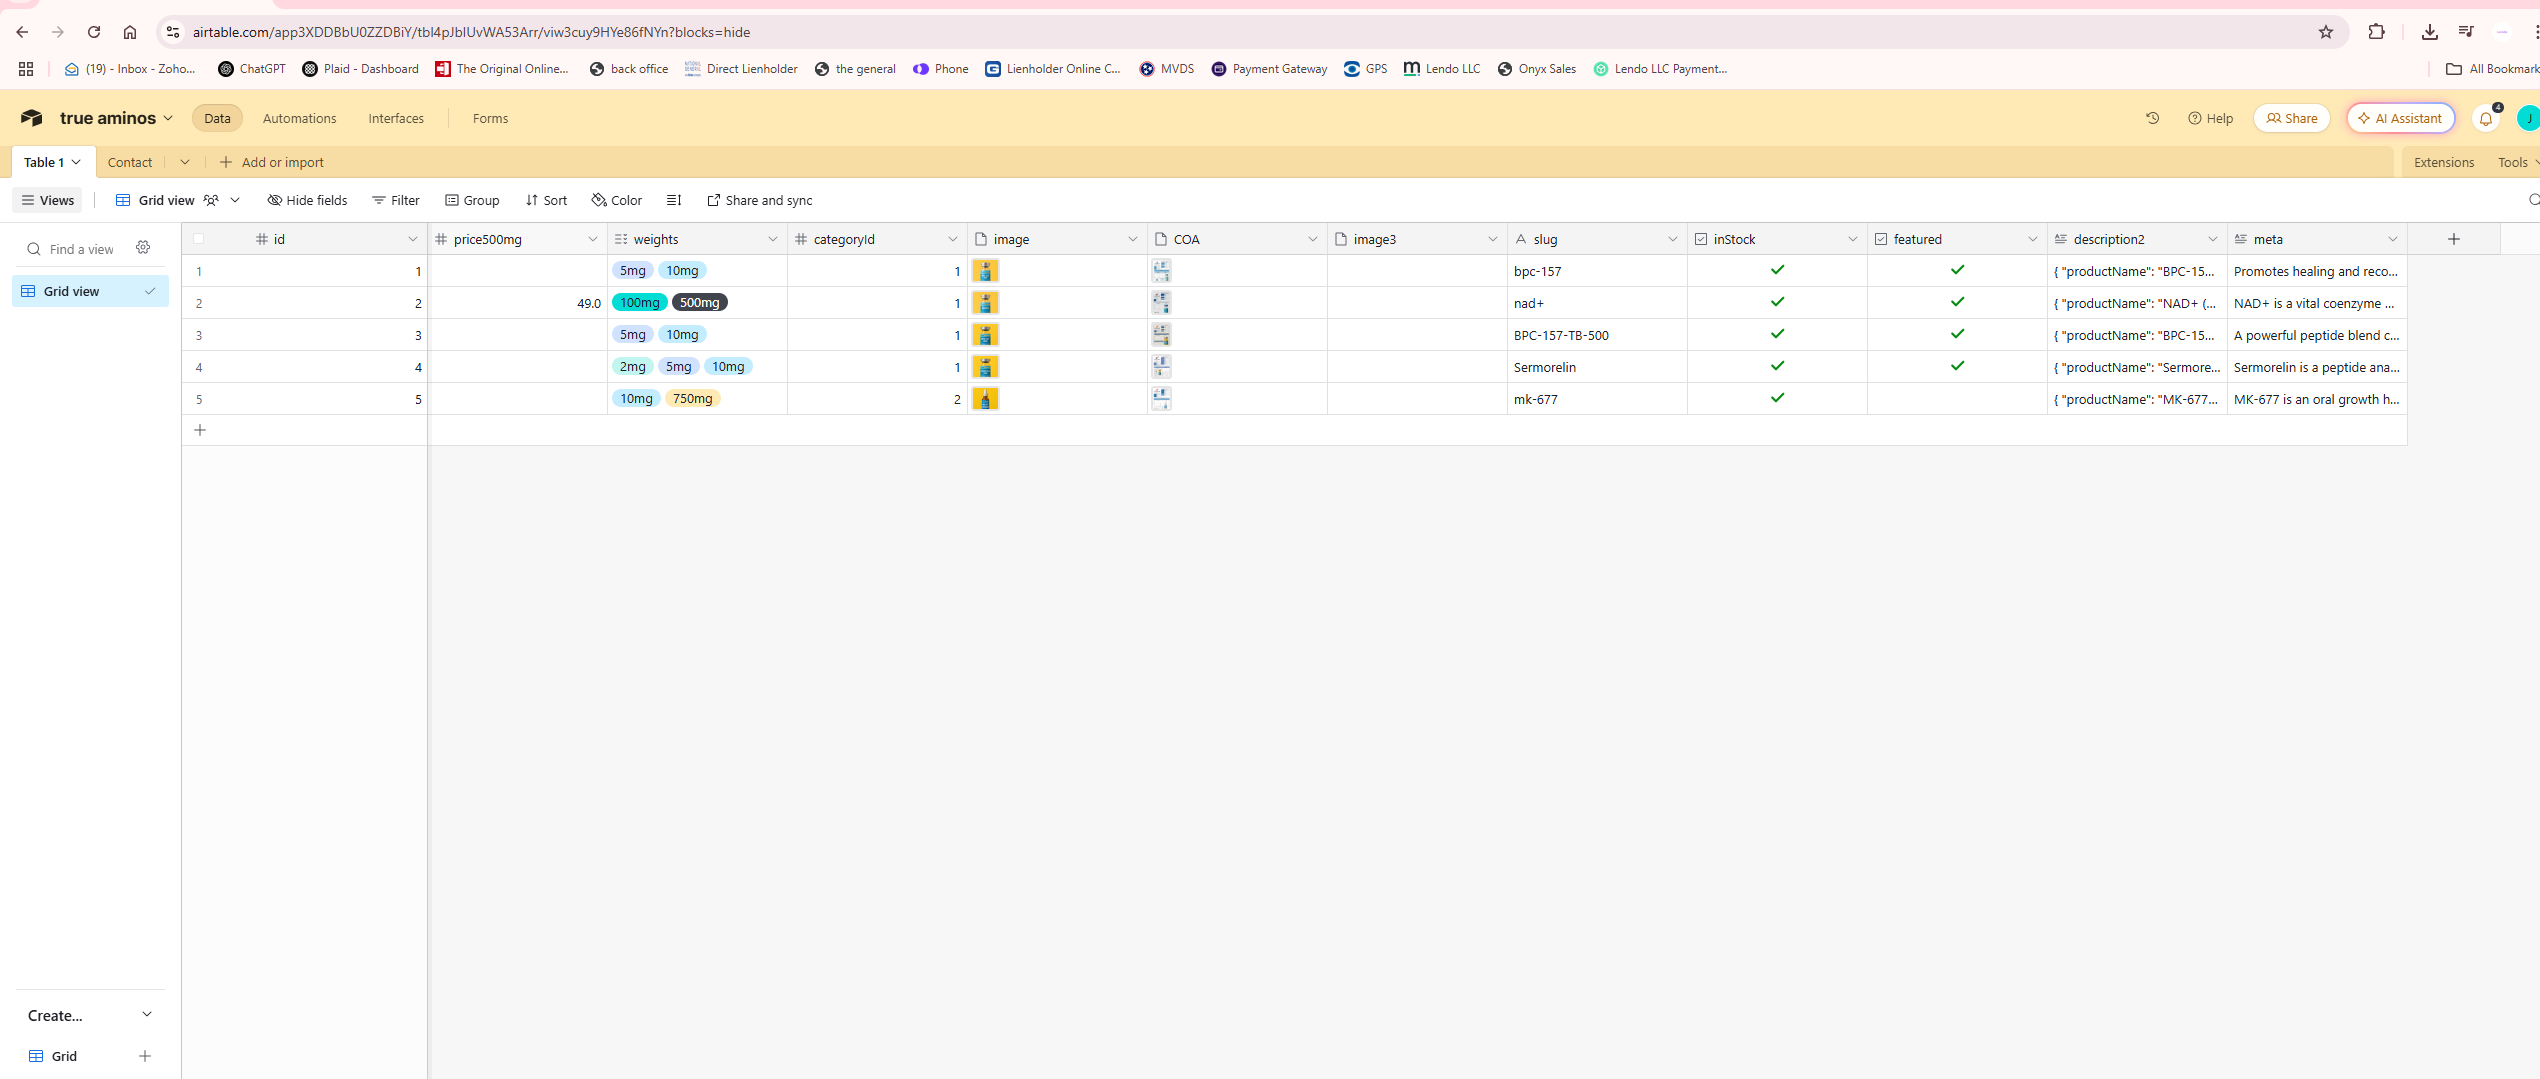 airtable.com/app3XDDBbU0ZZDBiY/tbl4pJblUvWA53Arr/viw3cuy9HYe86fNYn?blocks=hide
(19) - Inbox - Zoho... ChatGPT Plaid - Dashboard The Original Online... back office Direct Lienholder the general Phone Lienholder Online C... MVDS Payment Gateway GPS Lendo LLC Onyx Sales Lendo LLC Payment... All Bookmark
true aminos Data Automations Interfaces Forms Help Share AI Assistant 4 J
Table 1 Contact Add or import Extensions Tools
Views Grid view Hide fields Filter Group Sort Color Share and sync
Find a view
Grid view
id price500mg weights categoryId image COA image3 slug inStock featured description2 meta
1 1 5mg 10mg 1 bpc-157 { "productName": "BPC-15... Promotes healing and reco...
2 2 49.0 100mg 500mg 1 nad+ { "productName": "NAD+ (... NAD+ is a vital coenzyme ...
3 3 5mg 10mg 1 BPC-157-TB-500 { "productName": "BPC-15... A powerful peptide blend c...
4 4 2mg 5mg 10mg 1 Sermorelin { "productName": "Sermore... Sermorelin is a peptide ana...
5 5 10mg 750mg 2 mk-677 { "productName": "MK-677... MK-677 is an oral growth h...
Create...
Grid